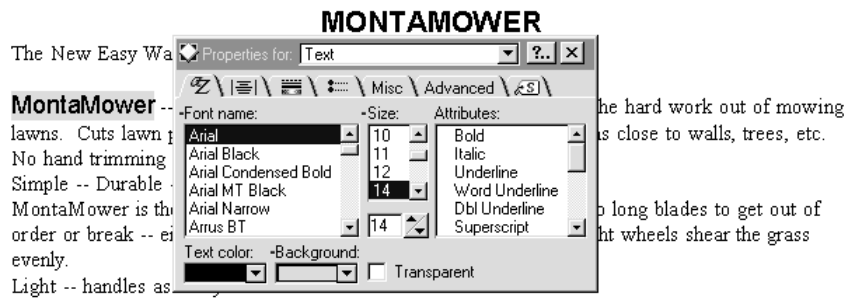 MONTAMOWER
The New Easy Wa
Properties for: Text ?..
Misc Advanced S
MontaMower -- he hard work out of mowing
Font name: Size: Attributes:
Arial 10 Bold
lawns. Cuts lawn s close to walls, trees, etc.
Arial Black 11 Italic
No hand trimming
Arial Condensed Bold 12 Underline
Simple -- Durable
Arial MT Black 14 Word Underline
MontaMower is the long blades to get out of
Arial Narrow Dbl Underline
Arrus BT 14 Superscript
order or break -- ht wheels shear the grass
evenly.
Text color: Background:
Transparent
Light -- handles as